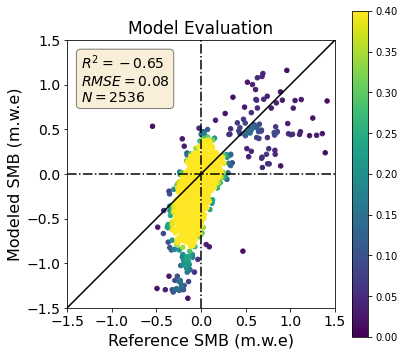 Model Evaluation
R² = −0.65
RMSE = 0.08
N = 2536
Modeled SMB (m.w.e)
1.5
1.0
0.5
0.0
−0.5
−1.0
−1.5
−1.5 −1.0 −0.5 0.0 0.5 1.0 1.5
Reference SMB (m.w.e)
0.40
0.35
0.30
0.25
0.20
0.15
0.10
0.05
0.00